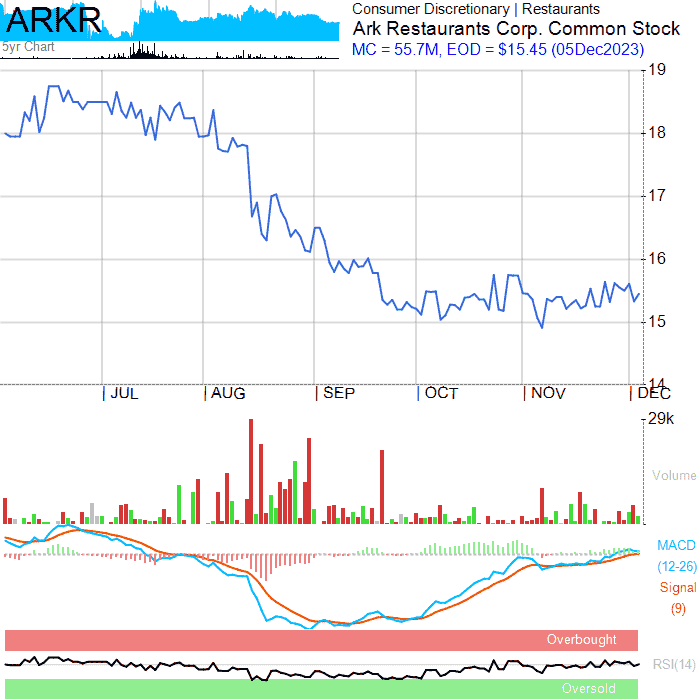 ARKR
5yr Chart
Consumer Discretionary | Restaurants
Ark Restaurants Corp. Common Stock
MC = 55.7M, EOD = $15.45 (05Dec2023)
19
18
17
16
15
14
| JUL | AUG | SEP | OCT | NOV | DEC
29k
Volume
MACD
(12-26)
Signal
(9)
Overbought
RSI(14)
Oversold